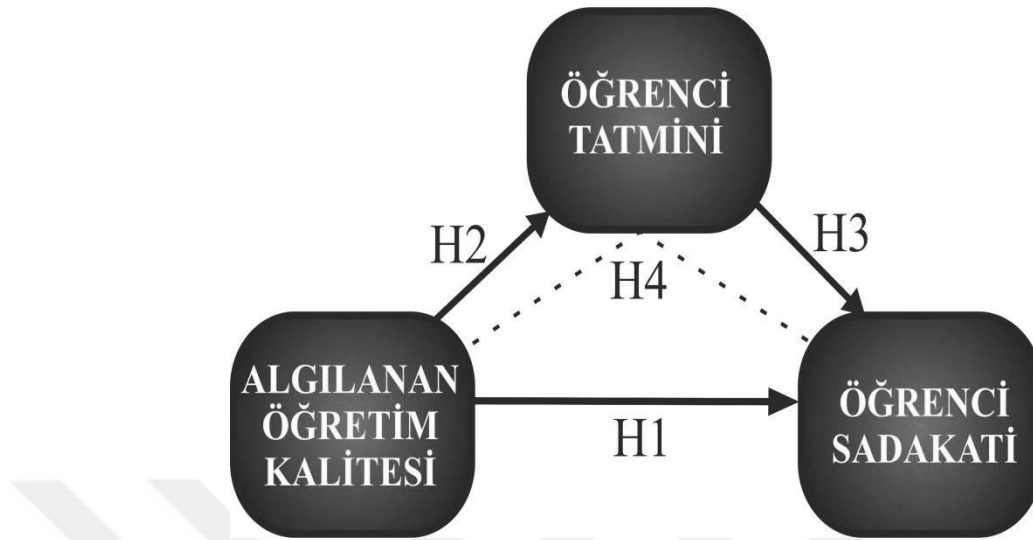 ÖĞRENCİ
TATMİNİ
H2
H3
H4
ALGILANAN
ÖĞRETİM
KALİTESİ
H1
ÖĞRENCİ
SADAKATİ